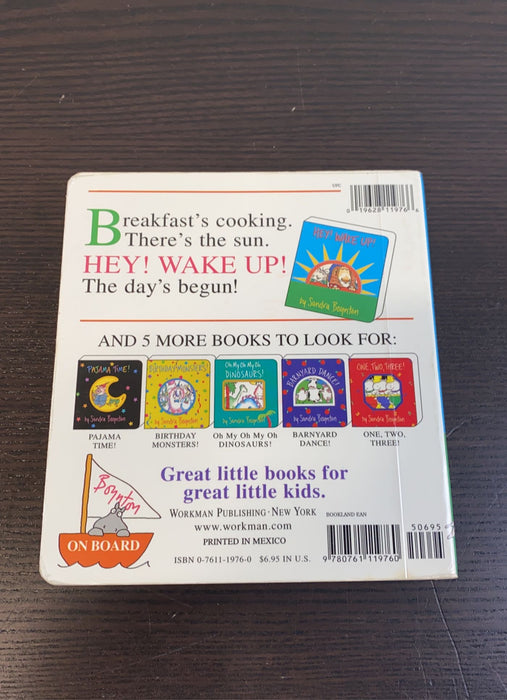 UPC
0 19628 11976 6
Breakfast's cooking.
There's the sun.
HEY! WAKE UP!
The day's begun!
HEY! WAKE UP!
by Sandra Boynton
AND 5 MORE BOOKS TO LOOK FOR:
PAJAMA TIME!
by Sandra Boynton
BIRTHDAY MONSTERS!
by Sandra Boynton
Oh My Oh My Oh
DINOSAURS!
by Sandra Boynton
BARNYARD DANCE!
by Sandra Boynton
ONE, TWO, THREE!
by Sandra Boynton
PAJAMA
TIME!
BIRTHDAY
MONSTERS!
Oh My Oh My Oh
DINOSAURS!
BARNYARD
DANCE!
ONE, TWO,
THREE!
Boynton
ON BOARD
Great little books for
great little kids.
WORKMAN PUBLISHING · NEW YORK
www.workman.com
PRINTED IN MEXICO
ISBN 0-7611-1976-0 $6.95 IN U.S.
BOOKLAND EAN
50695
9 780761 119760